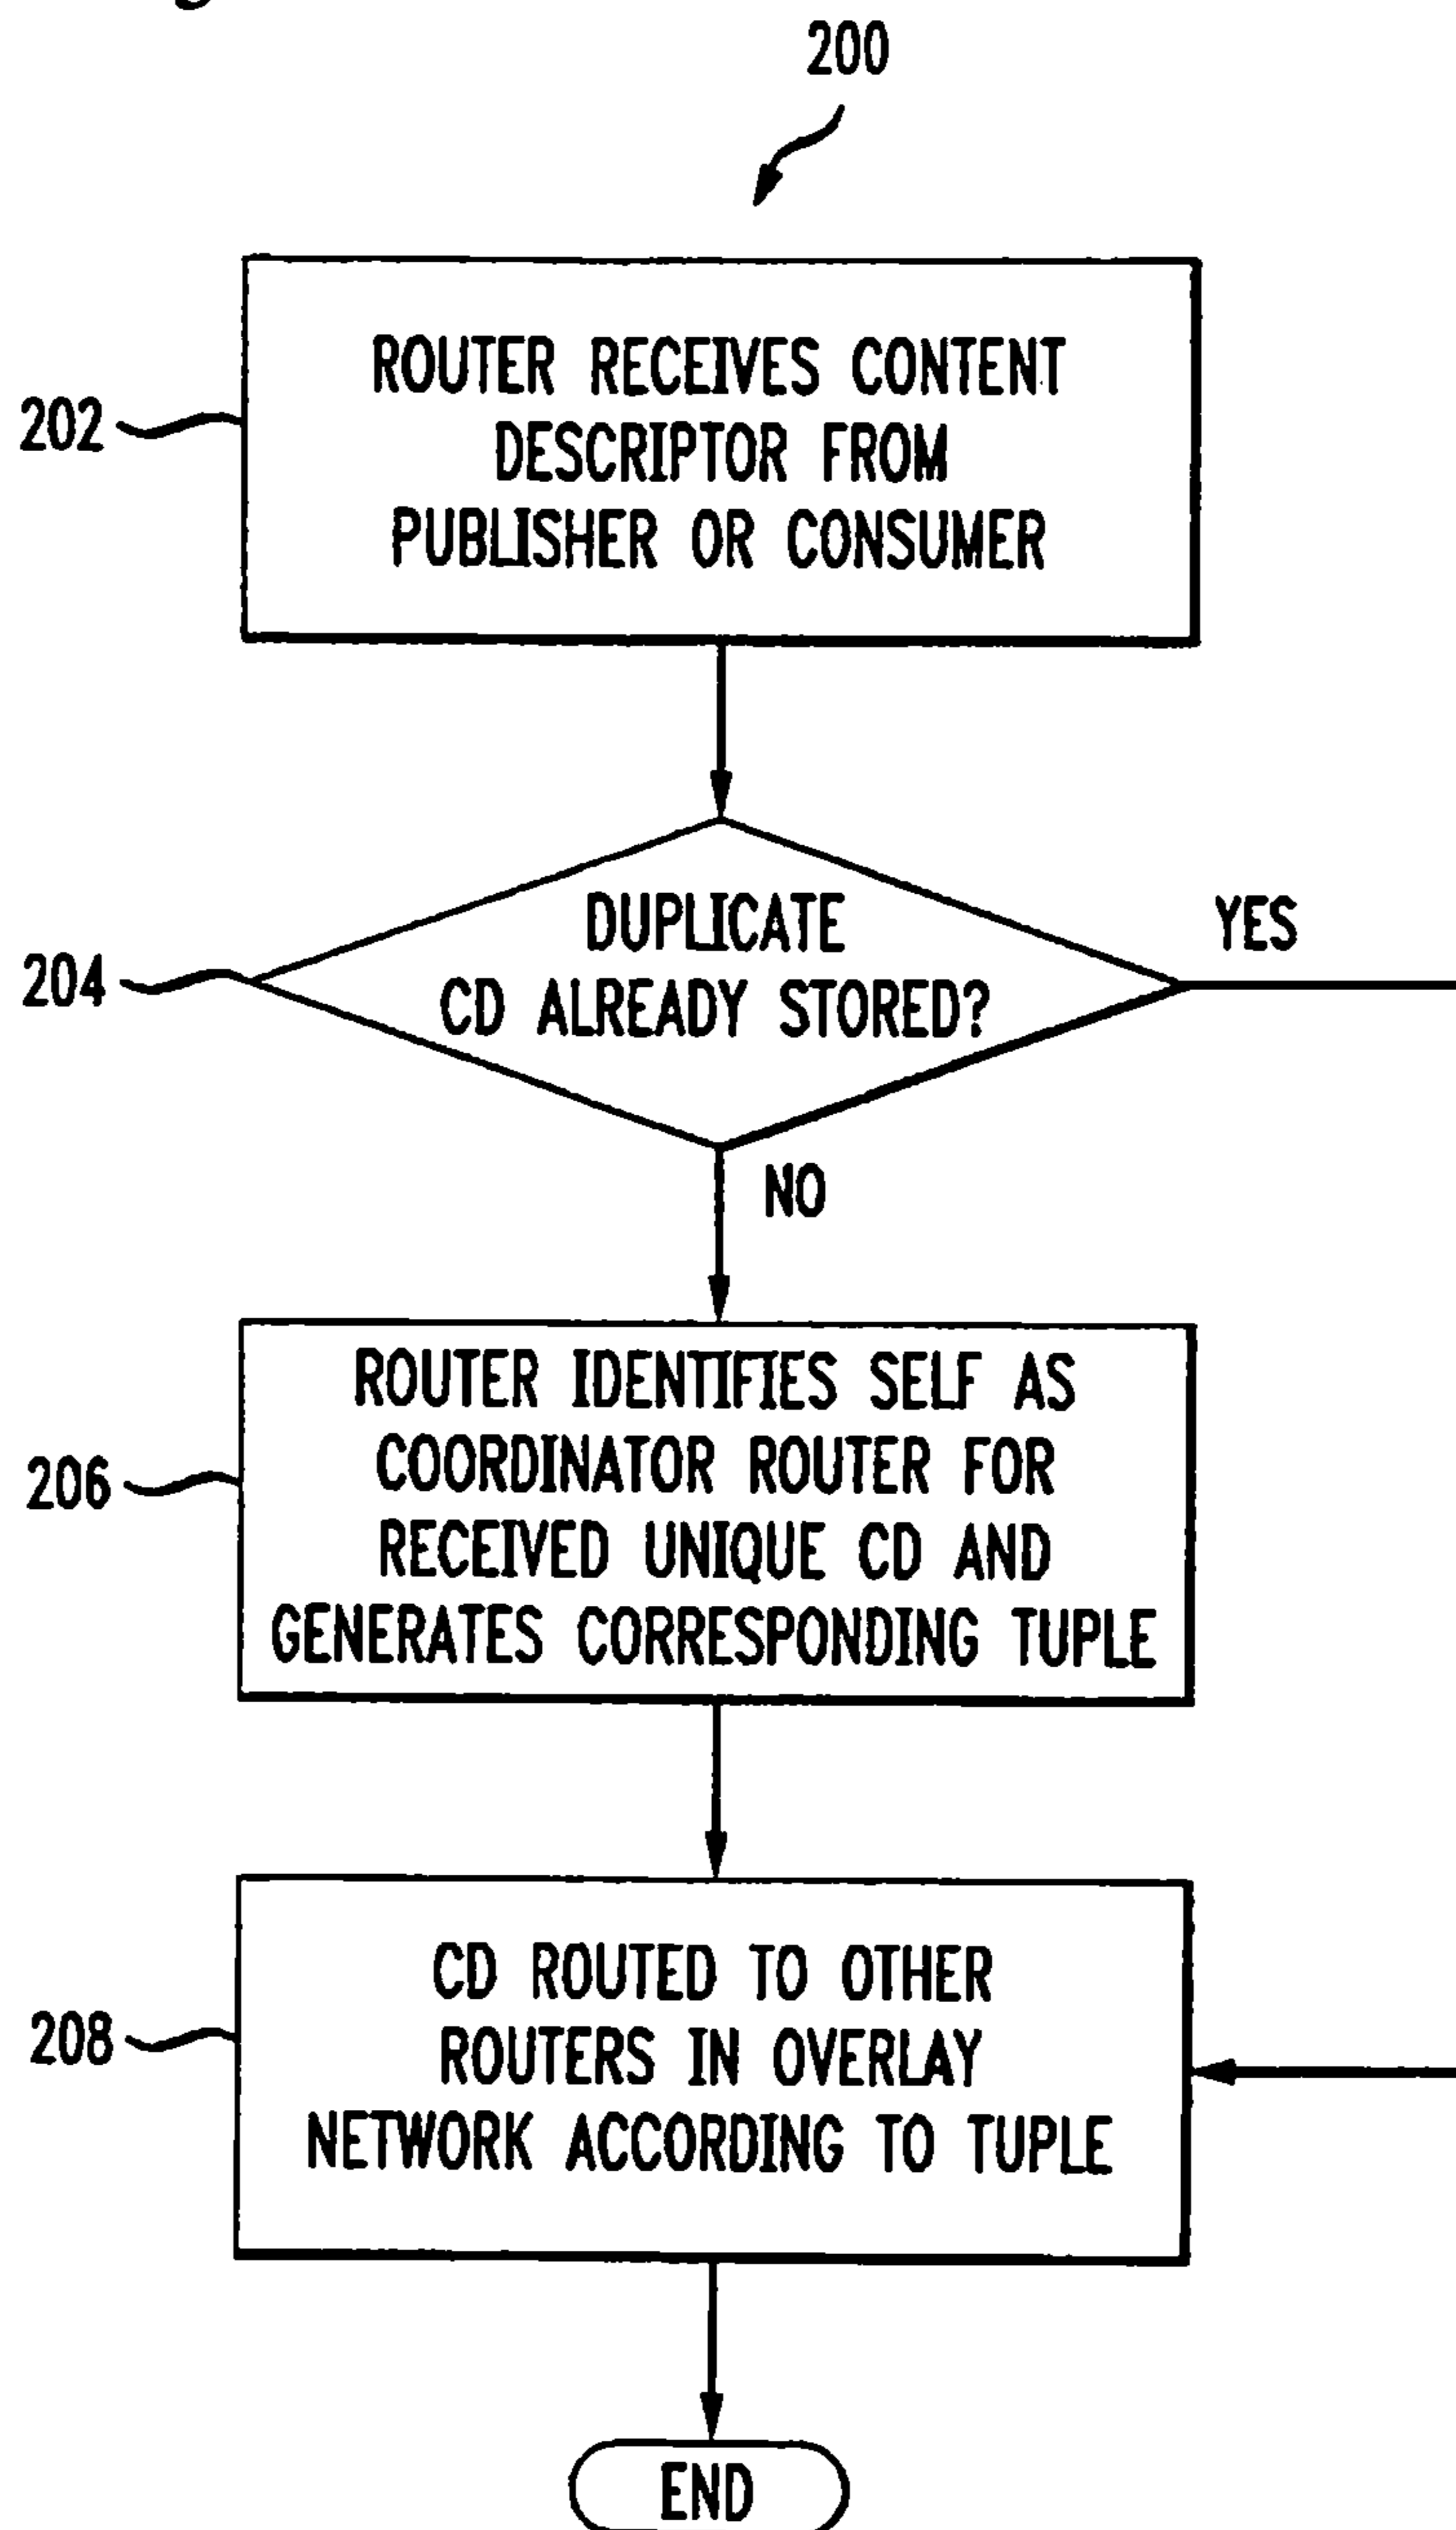 200
ROUTER RECEIVES CONTENT
DESCRIPTOR FROM
PUBLISHER OR CONSUMER
202
DUPLICATE
CD ALREADY STORED?
204
YES
NO
ROUTER IDENTIFIES SELF AS
COORDINATOR ROUTER FOR
RECEIVED UNIQUE CD AND
GENERATES CORRESPONDING TUPLE
206
CD ROUTED TO OTHER
ROUTERS IN OVERLAY
NETWORK ACCORDING TO TUPLE
208
END